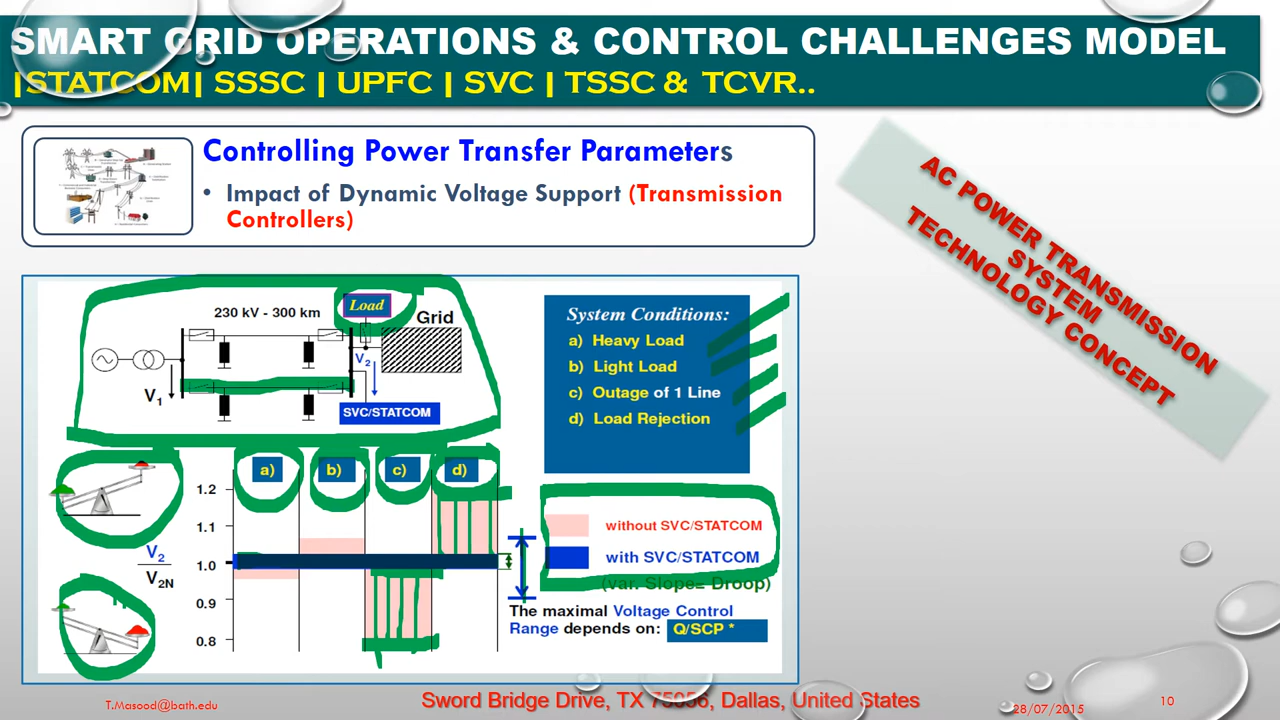 SMART GRID OPERATIONS & CONTROL CHALLENGES MODEL
|STATCOM| SSSC | UPFC | SVC | TSSC & TCVR..
Controlling Power Transfer Parameters
• Impact of Dynamic Voltage Support (Transmission
Controllers)
AC POWER TRANSMISSION
SYSTEM
TECHNOLOGY CONCEPT
230 kV - 300 km
Load
Grid
V2
V1
SVC/STATCOM
System Conditions:
a) Heavy Load
b) Light Load
c) Outage of 1 Line
d) Load Rejection
a) b) c) d)
1.2
1.1
1.0
0.9
0.8
V2
V2N
without SVC/STATCOM
with SVC/STATCOM
(var. Slope= Droop)
The maximal Voltage Control
Range depends on: Q/SCP *
T.Masood@bath.edu
Sword Bridge Drive, TX 75056, Dallas, United States
28/07/2015
10